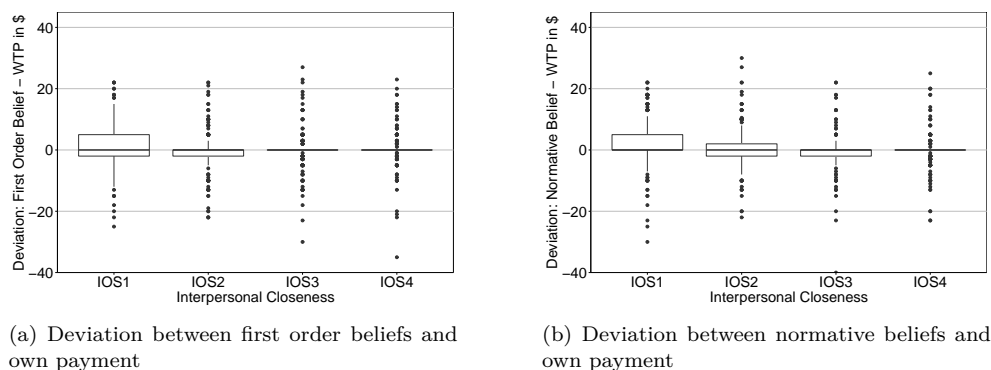 Deviation: First Order Belief − WTP in $
40
20
0
−20
−40
IOS1 IOS2 IOS3 IOS4
Interpersonal Closeness
(a) Deviation between first order beliefs and
own payment
Deviation: Normative Belief − WTP in $
40
20
0
−20
−40
IOS1 IOS2 IOS3 IOS4
Interpersonal Closeness
(b) Deviation between normative beliefs and
own payment